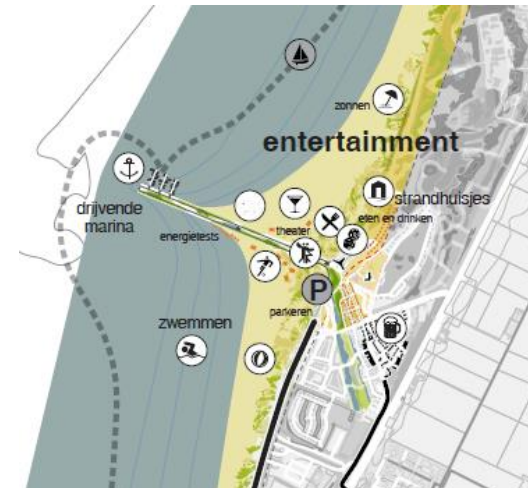 zonnen
entertainment
strandhuisjes
eten en drinken
drijvende
marina
theater
energietests
P
parkeren
zwemmen